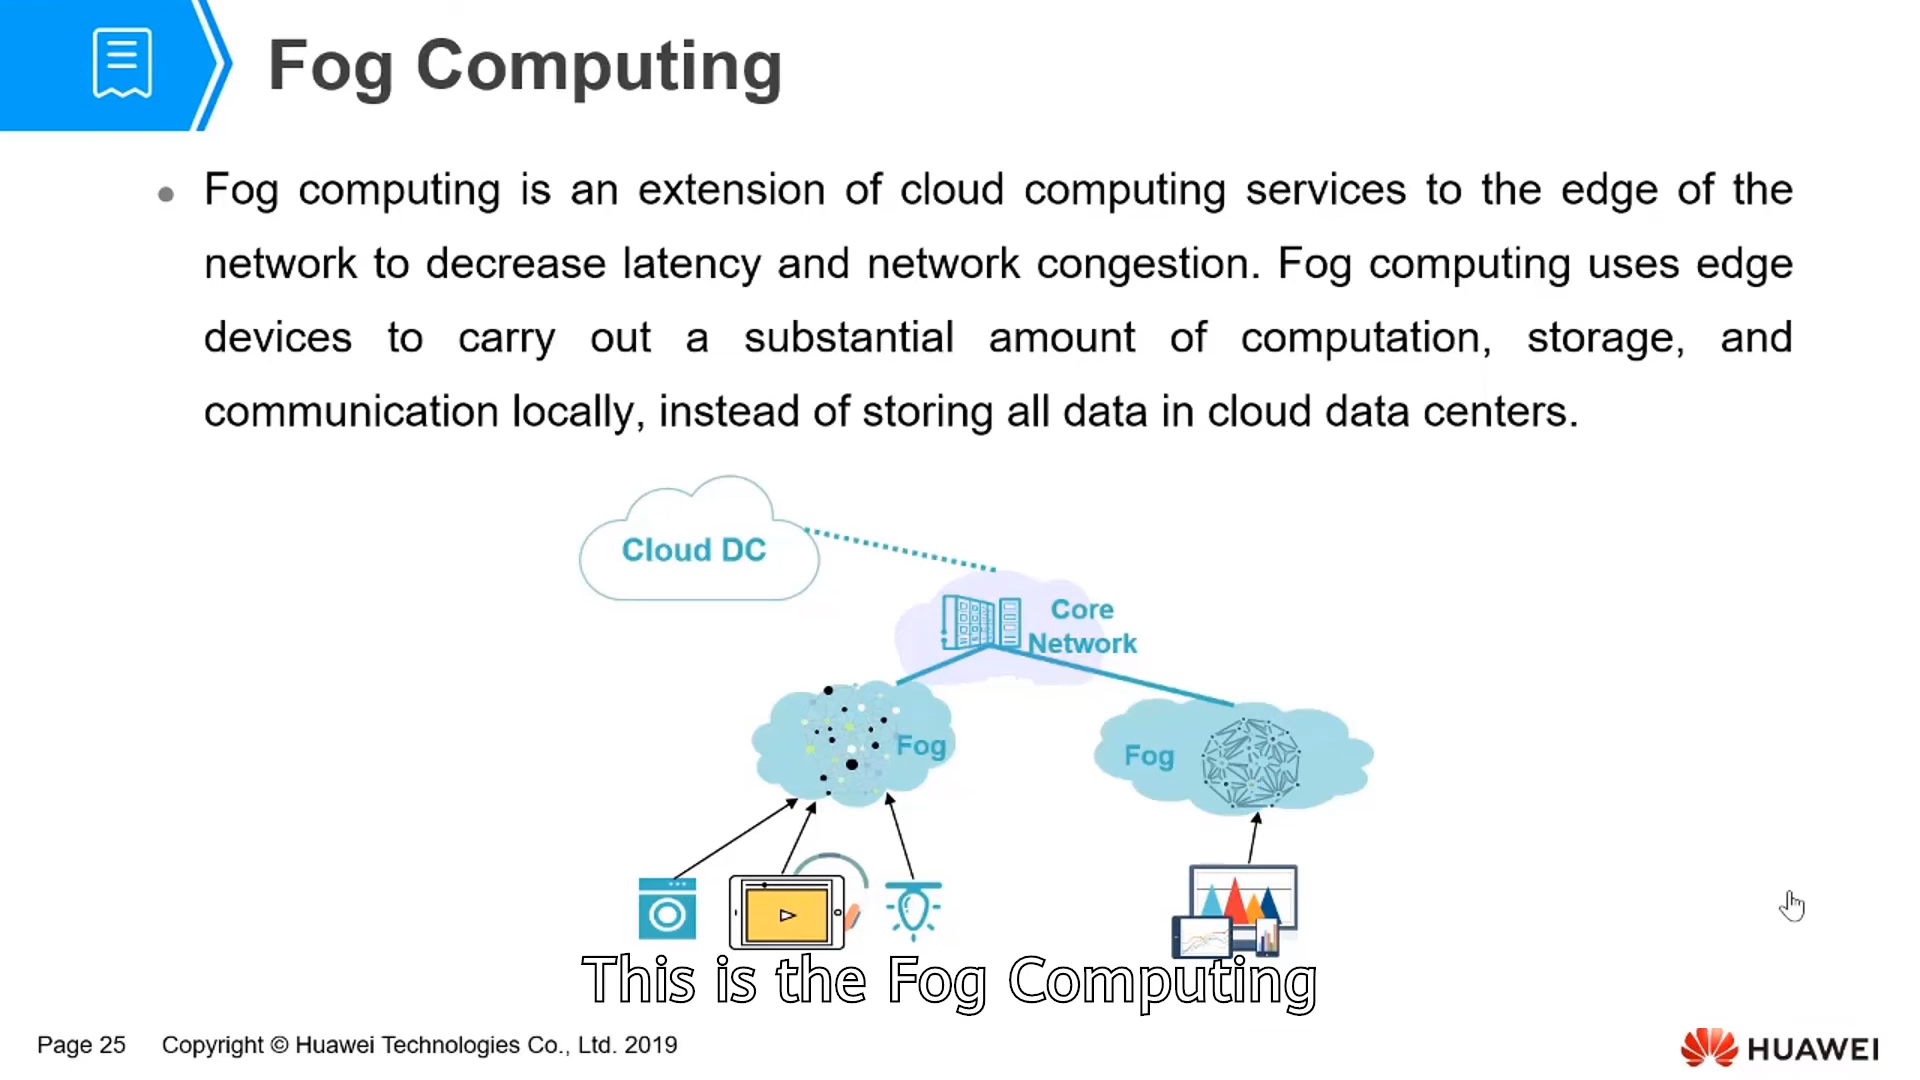 Fog Computing
• Fog computing is an extension of cloud computing services to the edge of the
network to decrease latency and network congestion. Fog computing uses edge
devices to carry out a substantial amount of computation, storage, and
communication locally, instead of storing all data in cloud data centers.
Cloud DC
Core
Network
Fog
Fog
This is the Fog Computing
Page 25 Copyright © Huawei Technologies Co., Ltd. 2019
HUAWEI